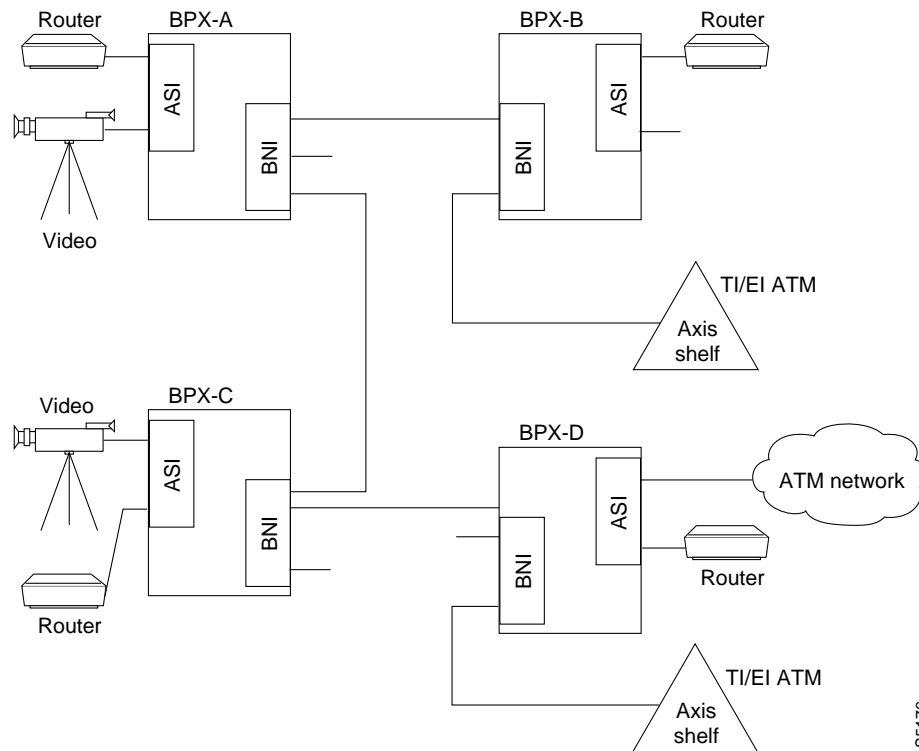 Router
BPX-A
BPX-B
Router
ASI
BNI
BNI
ASI
Video
TI/EI ATM
Axis
shelf
Video
BPX-C
BPX-D
ASI
BNI
BNI
ASI
ATM network
Router
Router
TI/EI ATM
Axis
shelf